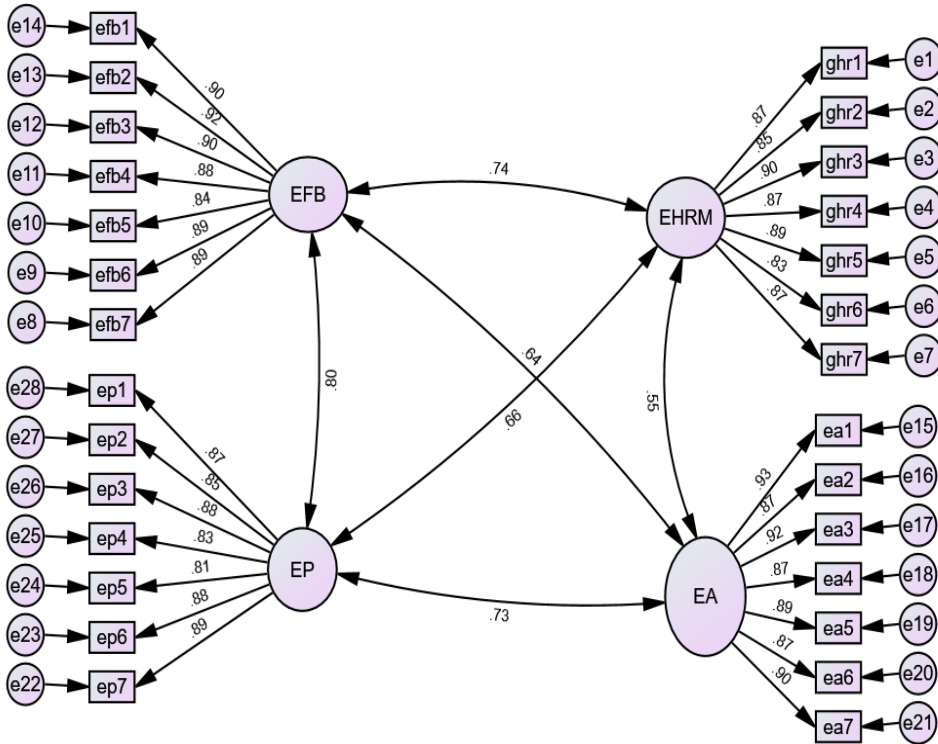 e14 efb1
e13 efb2
e12 efb3
e11 efb4
e10 efb5
e9 efb6
e8 efb7
.90
.92
.90
.88
.84
.89
.89
EFB
.74
EHRM
.87
.85
.90
.87
.89
.83
.87
ghr1 e1
ghr2 e2
ghr3 e3
ghr4 e4
ghr5 e5
ghr6 e6
ghr7 e7
.80
.64
.66
.55
e28 ep1
e27 ep2
e26 ep3
e25 ep4
e24 ep5
e23 ep6
e22 ep7
.87
.85
.88
.83
.81
.88
.89
EP
.73
EA
.93
.87
.92
.87
.89
.87
.90
ea1 e15
ea2 e16
ea3 e17
ea4 e18
ea5 e19
ea6 e20
ea7 e21